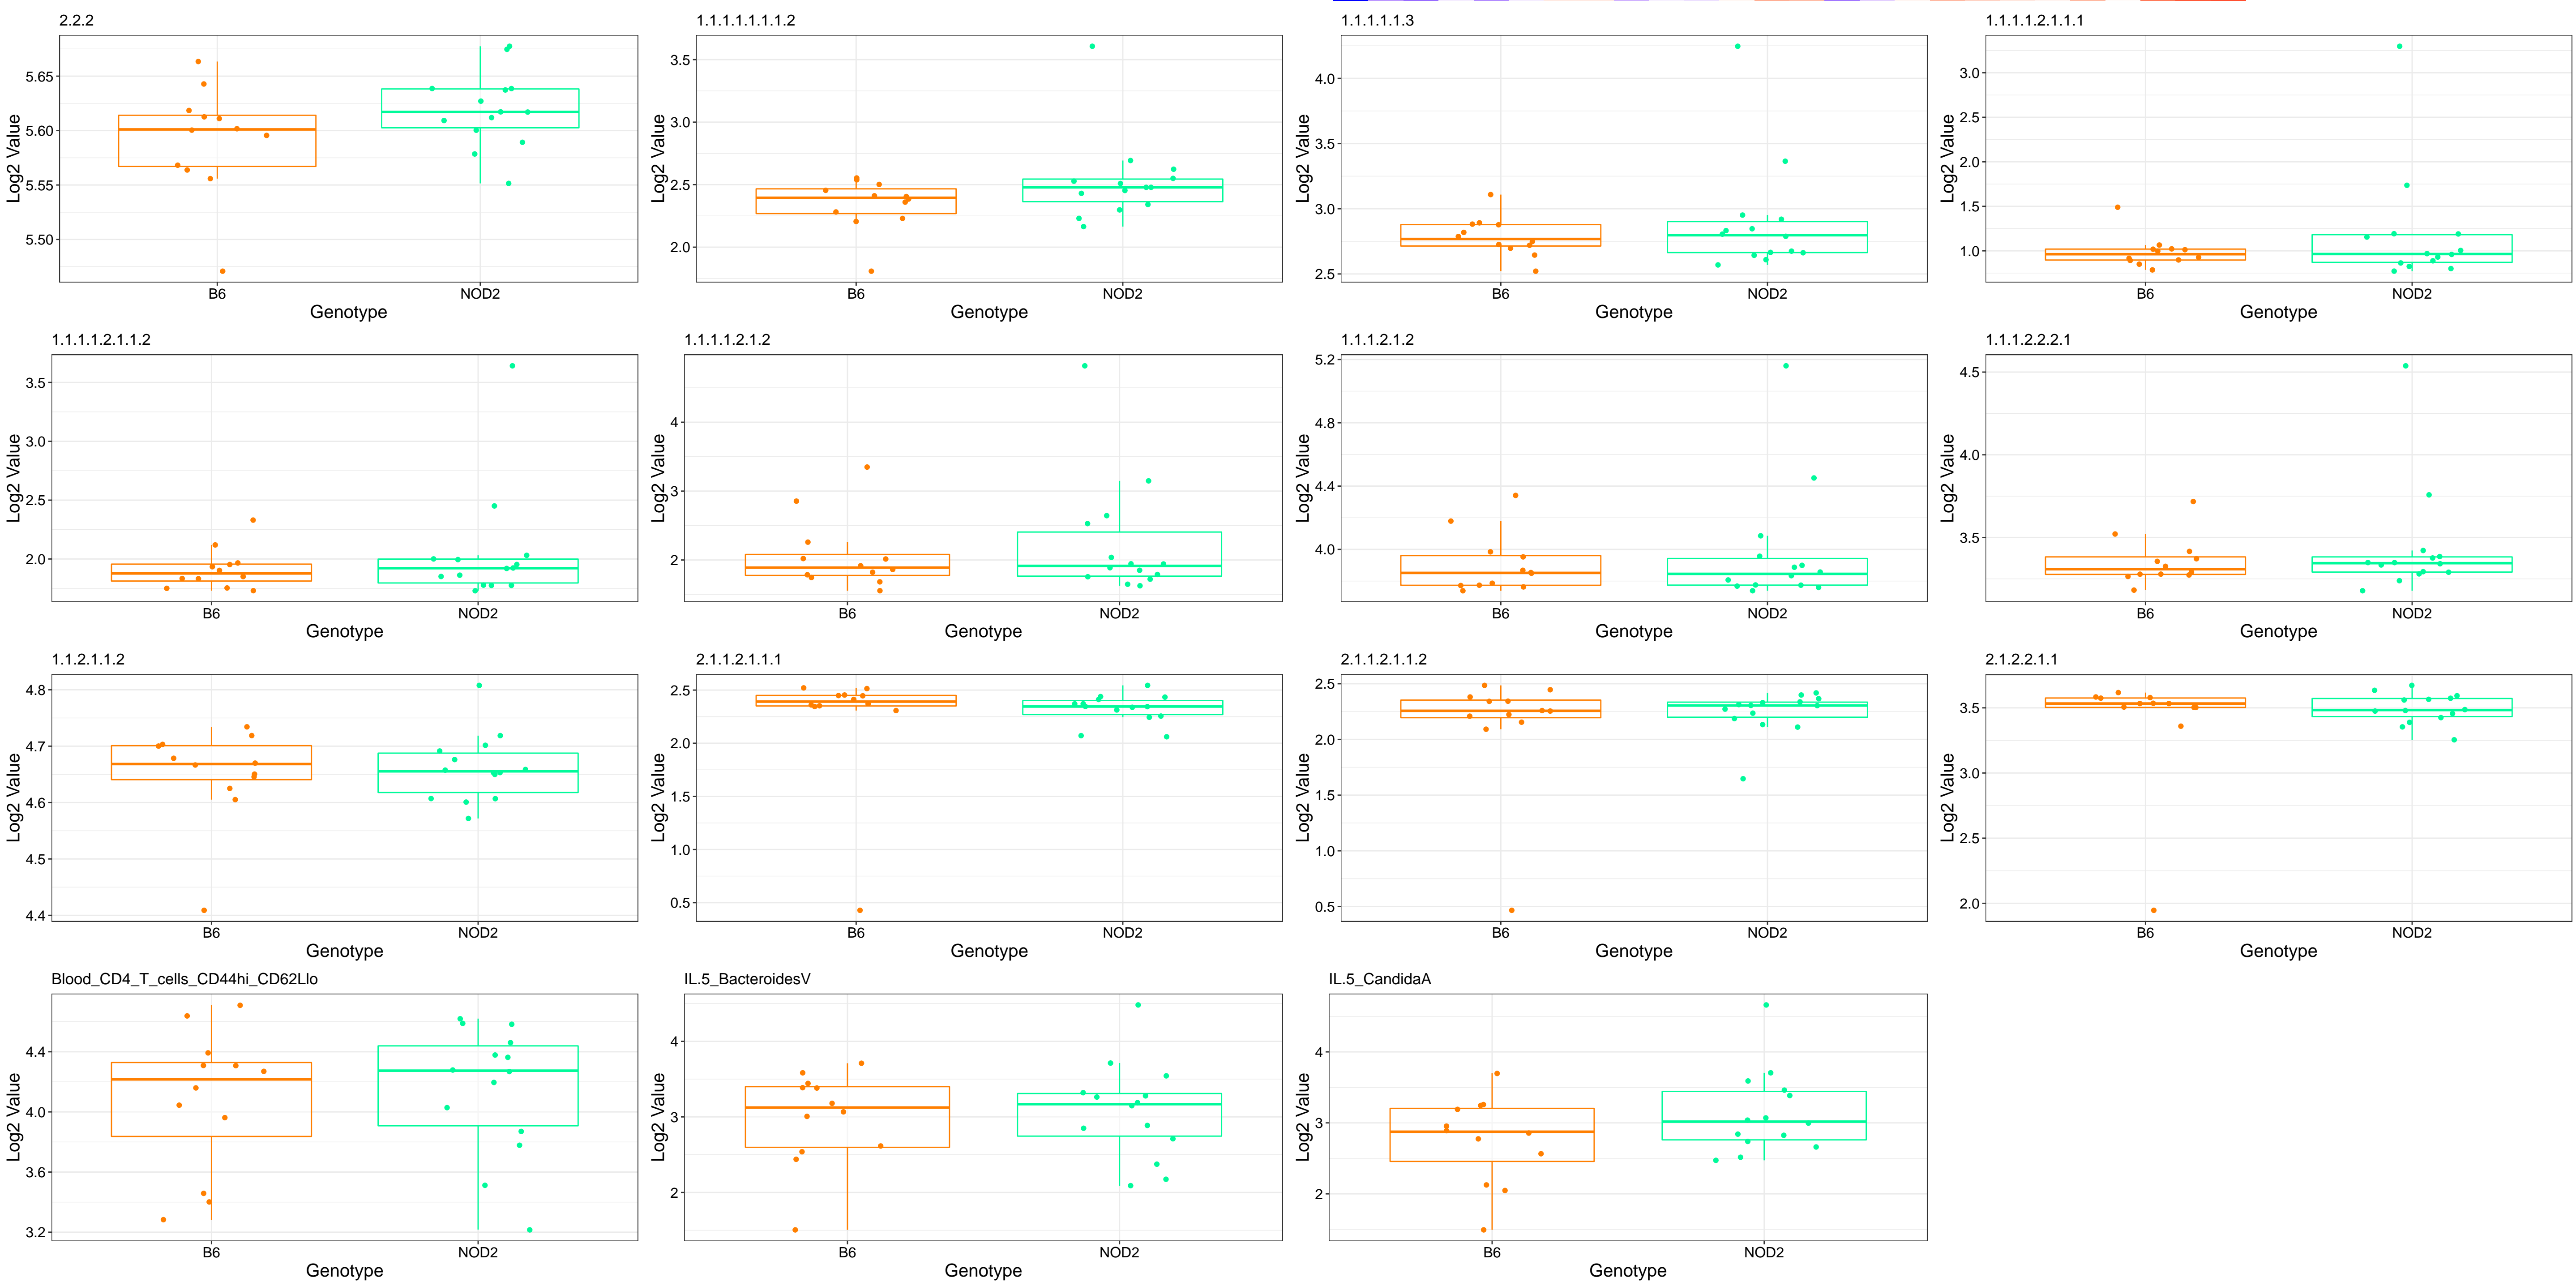 2.2.2
1.1.1.1.1.1.1.2
1.1.1.1.1.3
1.1.1.1.2.1.1.1
Log2 Value
5.65
5.60
5.55
5.50
B6
NOD2
Genotype
Log2 Value
3.5
3.0
2.5
2.0
B6
NOD2
Genotype
Log2 Value
4.0
3.5
3.0
2.5
B6
NOD2
Genotype
Log2 Value
3.0
2.5
2.0
1.5
1.0
B6
NOD2
Genotype
1.1.1.1.2.1.1.2
1.1.1.1.2.1.2
1.1.1.2.1.2
1.1.1.2.2.2.1
Log2 Value
3.5
3.0
2.5
2.0
B6
NOD2
Genotype
Log2 Value
4
3
2
B6
NOD2
Genotype
Log2 Value
5.2
4.8
4.4
4.0
B6
NOD2
Genotype
Log2 Value
4.5
4.0
3.5
B6
NOD2
Genotype
1.1.2.1.1.2
2.1.1.2.1.1.1
2.1.1.2.1.1.2
2.1.2.2.1.1
Log2 Value
4.8
4.7
4.6
4.5
4.4
B6
NOD2
Genotype
Log2 Value
2.5
2.0
1.5
1.0
0.5
B6
NOD2
Genotype
Log2 Value
2.5
2.0
1.5
1.0
0.5
B6
NOD2
Genotype
Log2 Value
3.5
3.0
2.5
2.0
B6
NOD2
Genotype
Blood_CD4_T_cells_CD44hi_CD62Llo
IL.5_BacteroidesV
IL.5_CandidaA
Log2 Value
4.4
4.0
3.6
3.2
B6
NOD2
Genotype
Log2 Value
4
3
2
B6
NOD2
Genotype
Log2 Value
4
3
2
B6
NOD2
Genotype